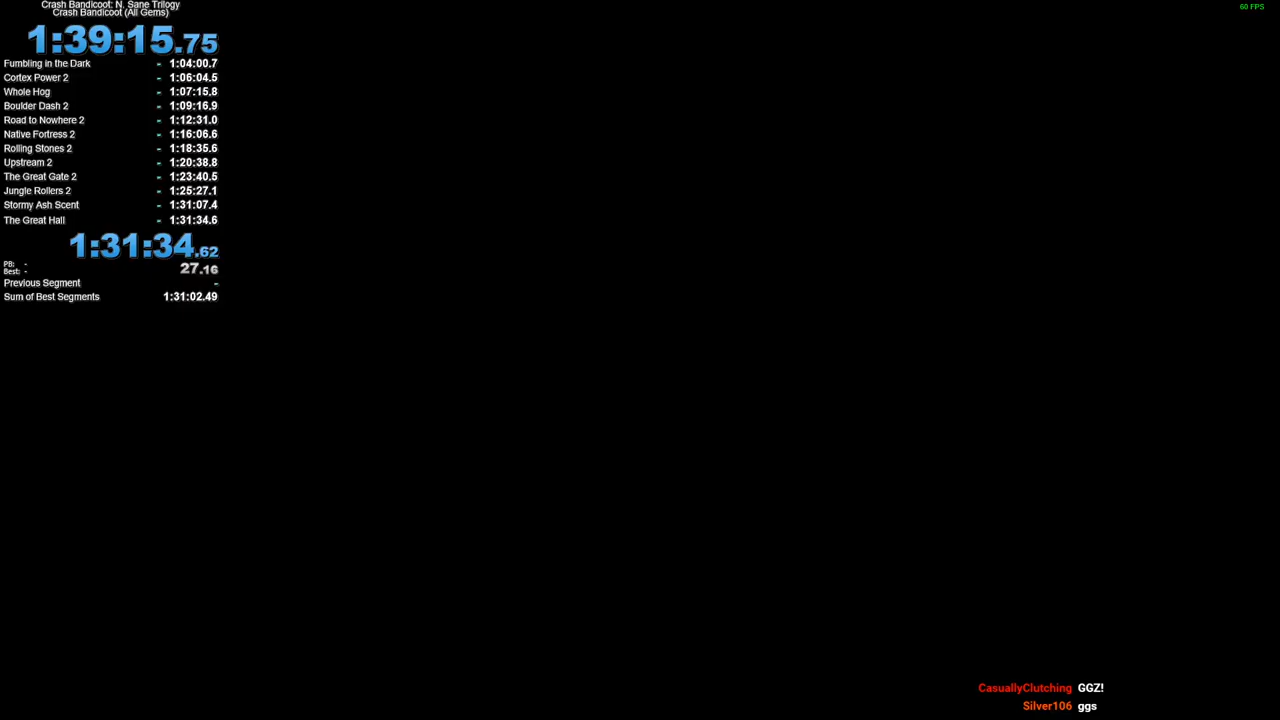 Crash Bandicoot: N. Sane Trilogy
Crash Bandicoot (All Gems)
60 FPS
1:39:15.75
Fumbling in the Dark - 1:04:00.7
Cortex Power 2 - 1:06:04.5
Whole Hog - 1:07:15.8
Boulder Dash 2 - 1:09:16.9
Road to Nowhere 2 - 1:12:31.0
Native Fortress 2 - 1:16:06.6
Rolling Stones 2 - 1:18:35.6
Upstream 2 - 1:20:38.8
The Great Gate 2 - 1:23:40.5
Jungle Rollers 2 - 1:25:27.1
Stormy Ash Scent - 1:31:07.4
The Great Hall - 1:31:34.6
1:31:34.62
PB: -
Best: -
27.16
Previous Segment -
Sum of Best Segments 1:31:02.49
CasuallyClutching GGZ!
Silver106 ggs